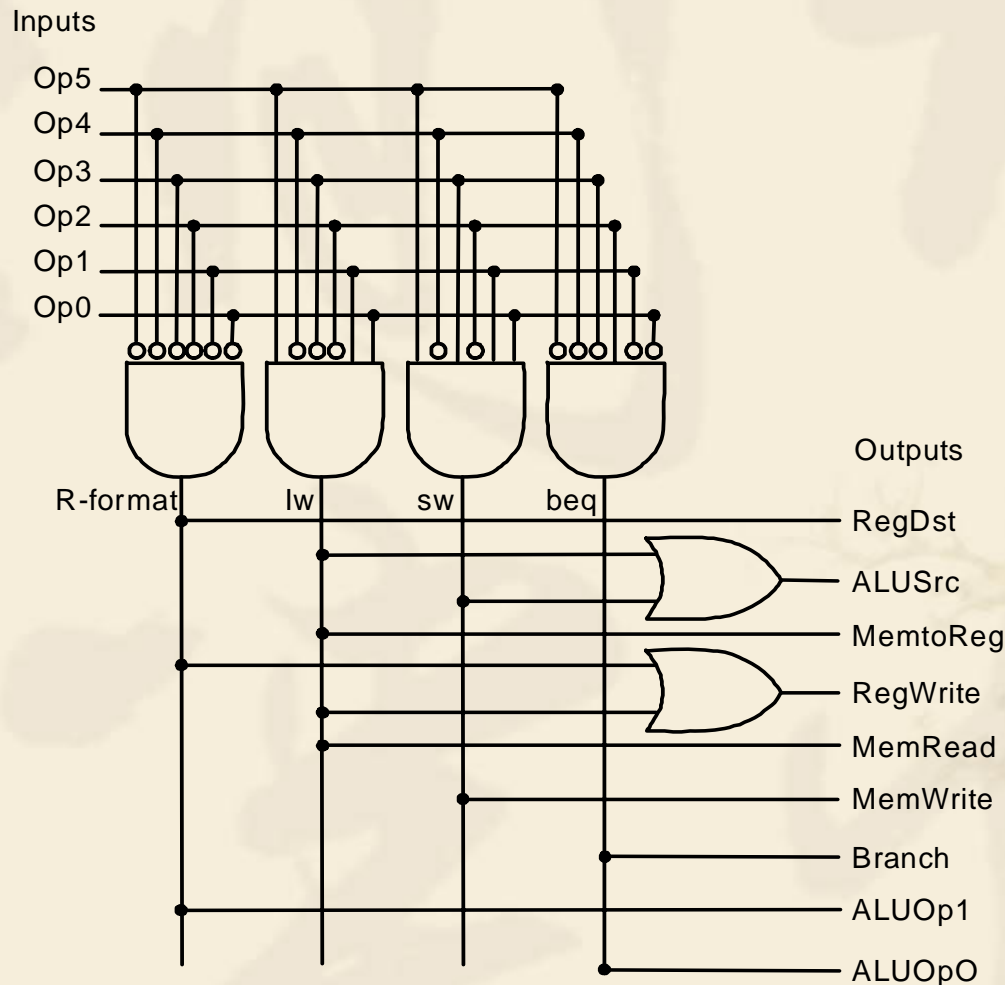 Inputs
Op5
Op4
Op3
Op2
Op1
Op0
R-format lw sw beq
Outputs
RegDst
ALUSrc
MemtoReg
RegWrite
MemRead
MemWrite
Branch
ALUOp1
ALUOpO